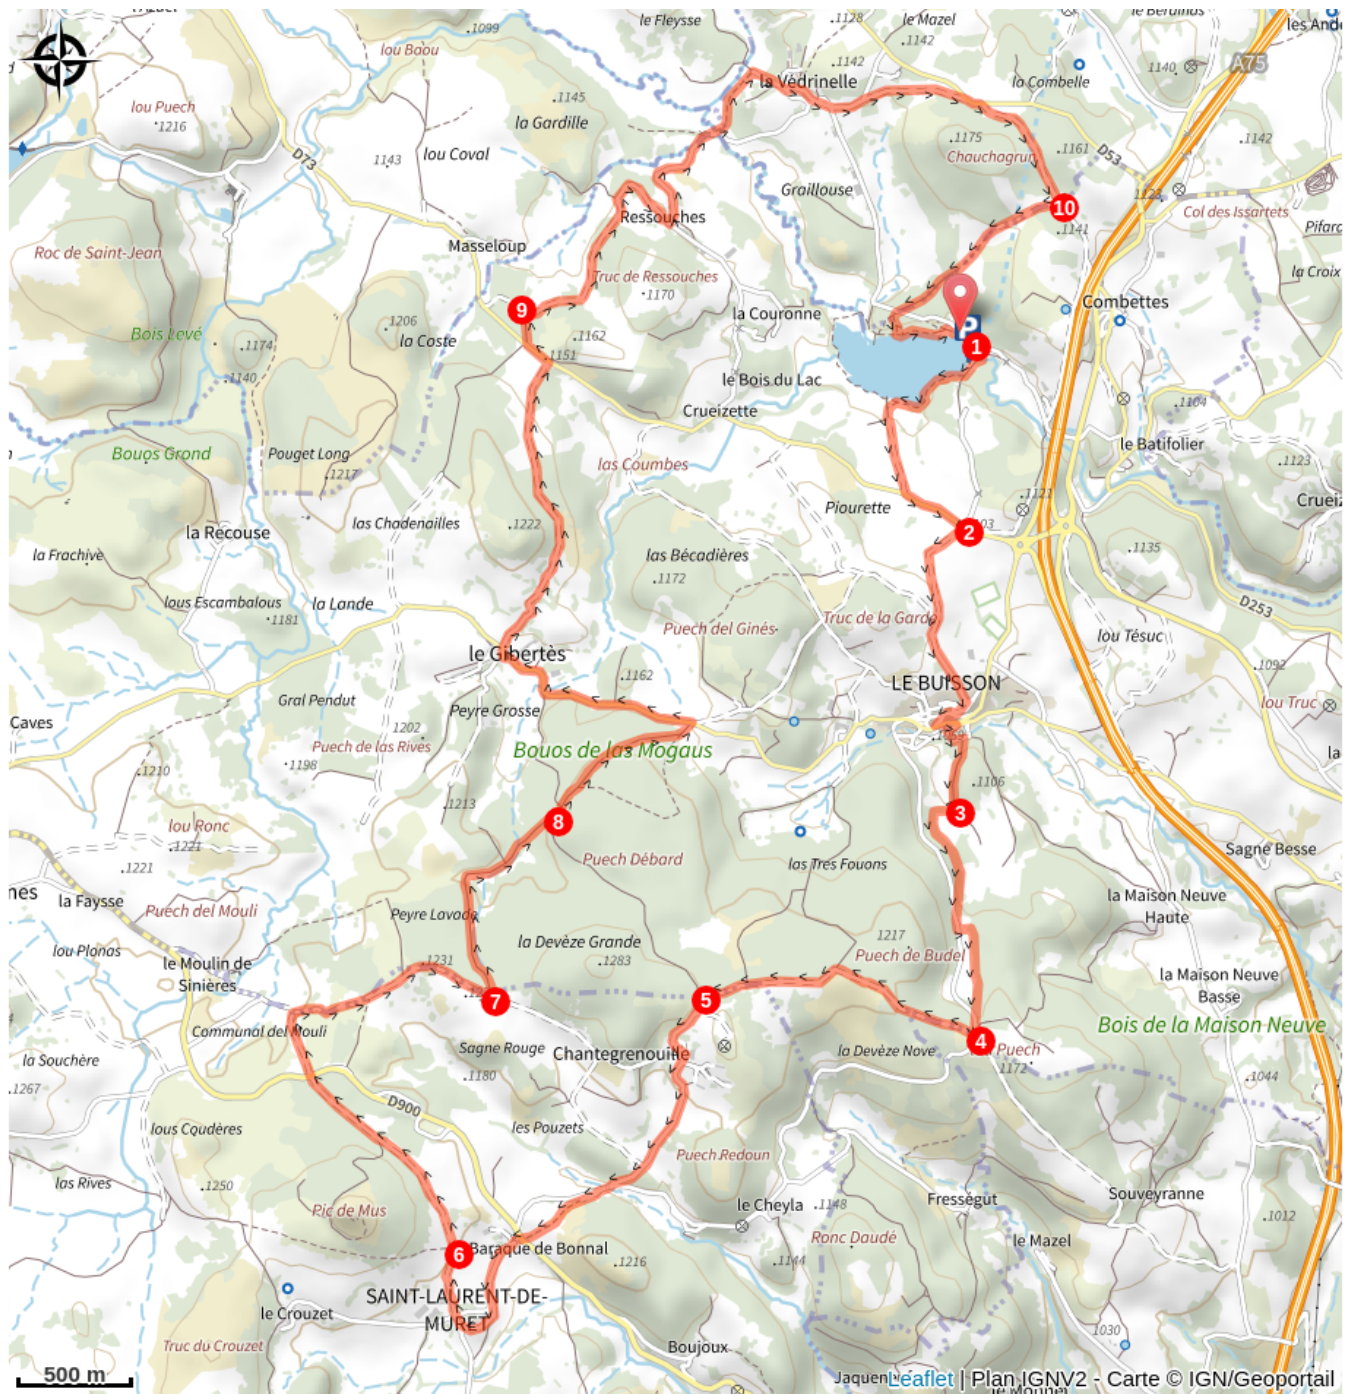 le Fleysse
.1128
le Mazel
.1142
les And
.1099
lou Baou
.1142
la Védrinelle
1140
A75
la Combelle
lou Puech
.1216
.1145
la Gardille
D73
1143
lou Coval
.1175
Chauchagrun
.1161
D53
.1142
1123
Graillouse
Ressouches
10
.1141
Col des Issartets
Pifarc
Roc de Saint-Jean
Masseloup
Truc de Ressouches
.1170
la Croix
Combettes
9
la Couronne
P
1
.1206
la Coste
.1162
1151
Bois Levé
.1174
.1140
le Bois du Lac
Crueizette
.1104
le Batifolier
Bouos Grond
Pouget Long
.1217
las Coumbes
.1123
Crueiz
.1121
las Chadenailles
.1222
Piourette
2
03
la Recouse
la Frachive
las Bécadières
.1172
.1135
lous Escambalous
.1181
la Lande
Puech del Ginés
Truc de la Garde
D253
lou Tésuc
le Gibertès
.1162
.1092
LE BUISSON
Gral Pendut
Peyre Grosse
lou Truc
Caves
1202
Puech de las Rives
.1198
Bouos de las Mogaus
la
.1210
.1106
.1213
8
3
lou Ronc
.1221
.1221
Puech Débard
las Tres Fouons
Sagne Besse
nes
la Faysse
Puech del Mouli
Peyre Lavade
la Maison Neuve
Haute
lou Plonas
le Moulin de
Sinières
la Devèze Grande
.1283
1217
Puech de Budel
.1231
la Maison Neuve
Basse
7
5
Communal del Mouli
4
Bois de la Maison Neuve
Puech
Sagne Rouge
.1180
Chantegrenouille
la Devèze Nove
.1172
la Souchère
.1267
.1044
D900
lous Coudères
les Pouzets
Puech Redoun
las Rives
.1250
Pic de Mus
le Cheyla
.1148
Fressègut
Souveyranne
.1012
6
Baraque de Bonnal
.1216
Ronc Daudé
.1144
le Mazel
le Crouzet
SAINT-LAURENT-DE-
MURET
Truc du Crouzet
Boujoux
1030
500 m
Leaflet | Plan IGNV2 - Carte © IGN/Geoportail